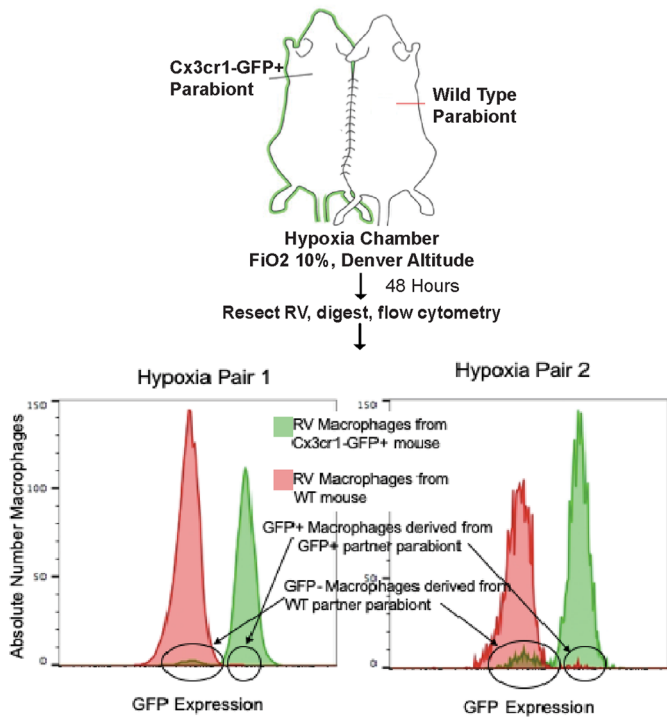 Cx3cr1-GFP+
Parabiont
Wild Type
Parabiont
Hypoxia Chamber
FiO2 10%, Denver Altitude
48 Hours
Resect RV, digest, flow cytometry
Hypoxia Pair 1
Hypoxia Pair 2
Absolute Number Macrophages
150
100
50
0
150
100
50
0
RV Macrophages from
Cx3cr1-GFP+ mouse
RV Macrophages from
WT mouse
GFP+ Macrophages derived from
GFP+ partner parabiont
GFP- Macrophages derived from
WT partner parabiont
GFP Expression
GFP Expression